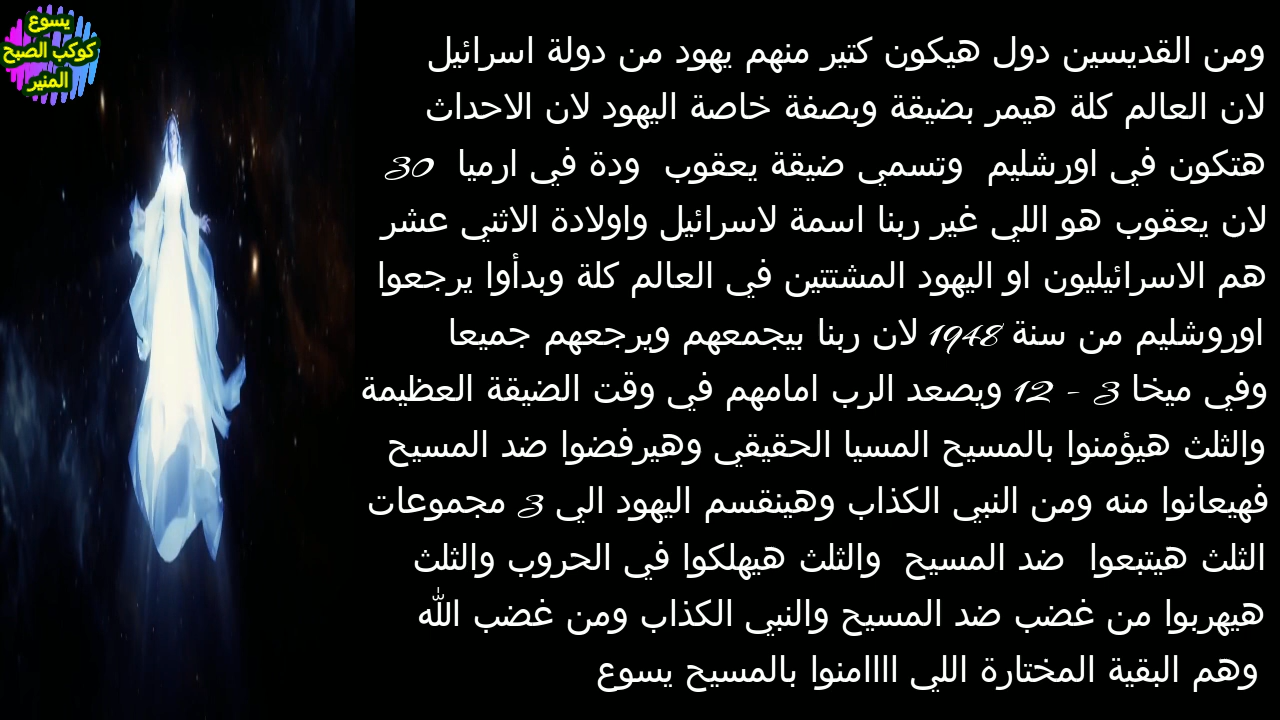 يسوع
كوكب الصبح
المنير
ومن القديسين دول هيكون كتير منهم يهود من دولة اسرائيل
لان العالم كلة هيمر بضيقة وبصفة خاصة اليهود لان الاحداث
هتكون في اورشليم وتسمى ضيقة يعقوب ودة في ارميا 30
لان يعقوب هو اللي غير ربنا اسمة لاسرائيل واولادة الاثني عشر
هم الاسرائيليون او اليهود المشتتين في العالم كلة وبدأوا يرجعوا
اوروشليم من سنة 1948 لان ربنا بيجمعهم ويرجعهم جميعا
وفي ميخا 3 - 12 ويصعد الرب امامهم في وقت الضيقة العظيمة
والثلث هيؤمنوا بالمسيح المسيا الحقيقي وهيرفضوا ضد المسيح
فهيعانوا منه ومن النبي الكذاب وهينقسم اليهود الي 3 مجموعات
الثلث هيتبعوا ضد المسيح والثلث هيهلكوا في الحروب والثلث
هيهربوا من غضب ضد المسيح والنبي الكذاب ومن غضب الله
وهم البقية المختارة اللي اااامنوا بالمسيح يسوع